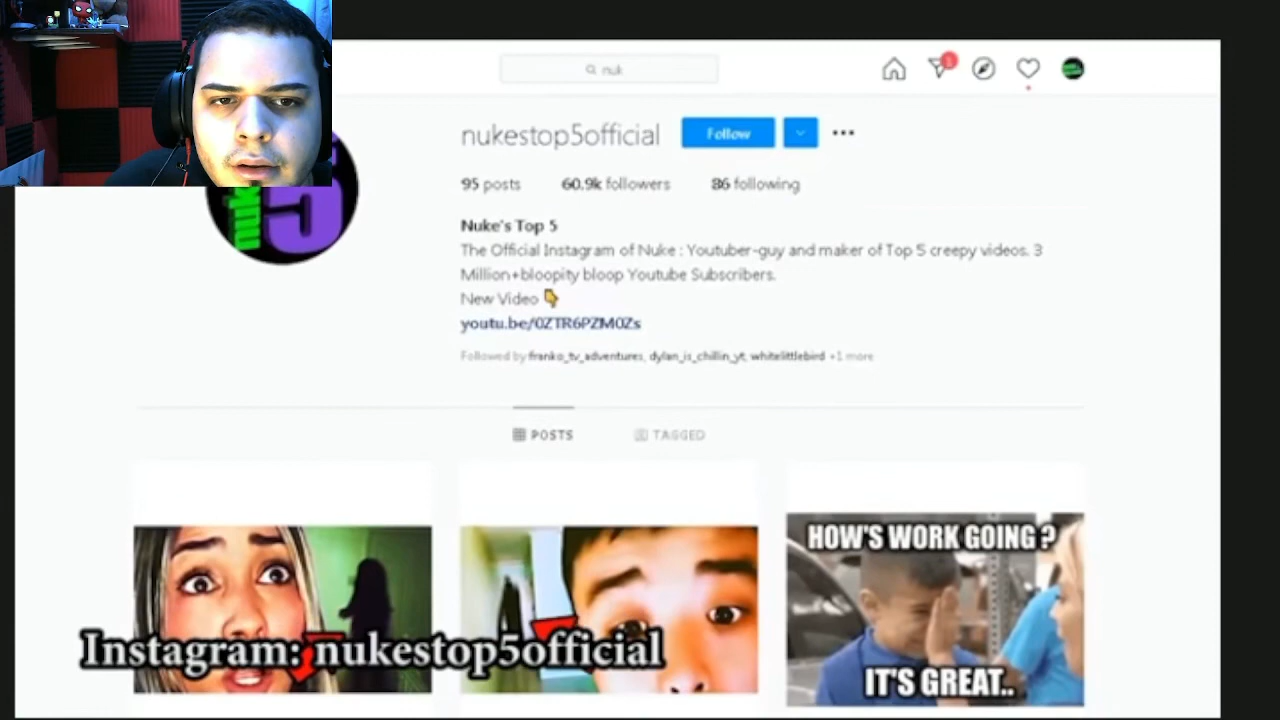 nuk
nukestop5official Follow
95 posts 60.9k followers 86 following
Nuke's Top 5
The Official Instagram of Nuke : Youtuber-guy and maker of Top 5 creepy videos. 3
Million+bloopity bloop Youtube Subscribers.
New Video
youtu.be/0ZTR6PZM0Zs
Followed by franko_tv_adventures, dylan_is_chillin_yt, whitelittlebird +1 more
nuk 5
POSTS TAGGED
HOW'S WORK GOING ?
IT'S GREAT..
Instagram: nukestop5official